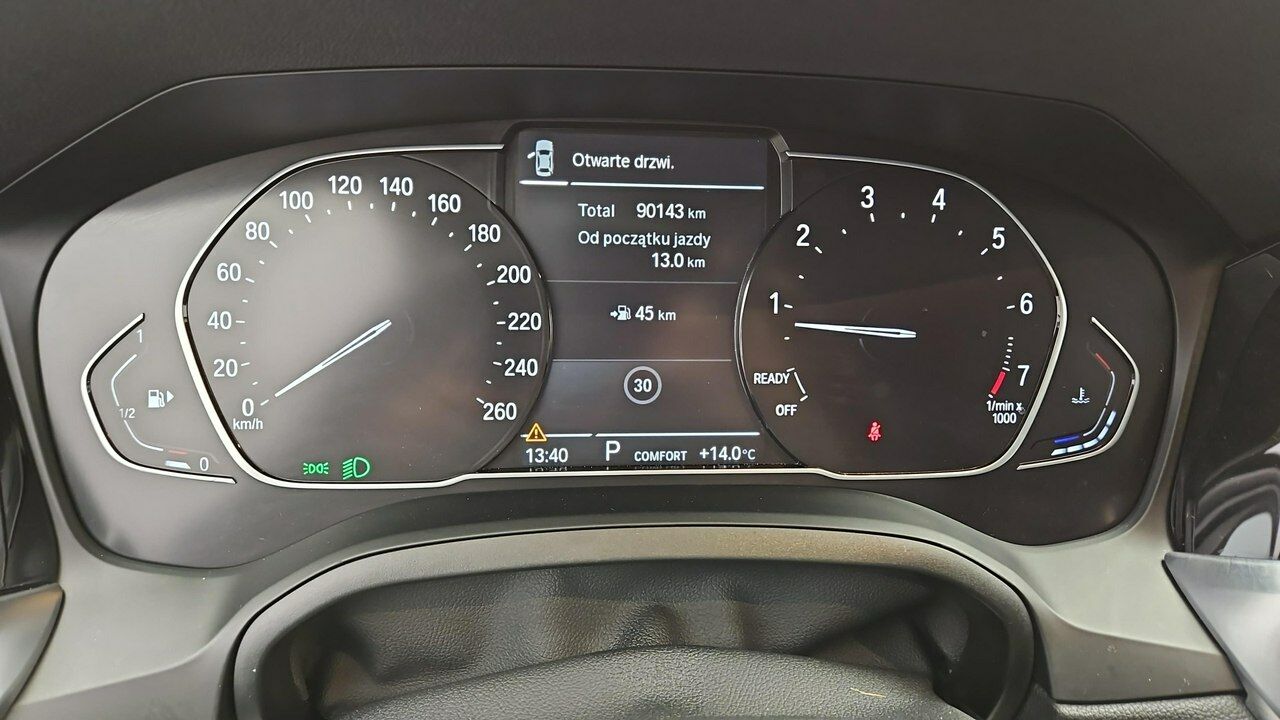 Otwarte drzwi.
Total 90143 km
Od początku jazdy
13.0 km
45 km
30
13:40 P COMFORT +14.0°C
0 20 40 60 80 100 120 140 160 180 200 220 240 260
km/h
1 2 3 4 5 6 7
1/min x
1000
READY
OFF
1
1/2
0